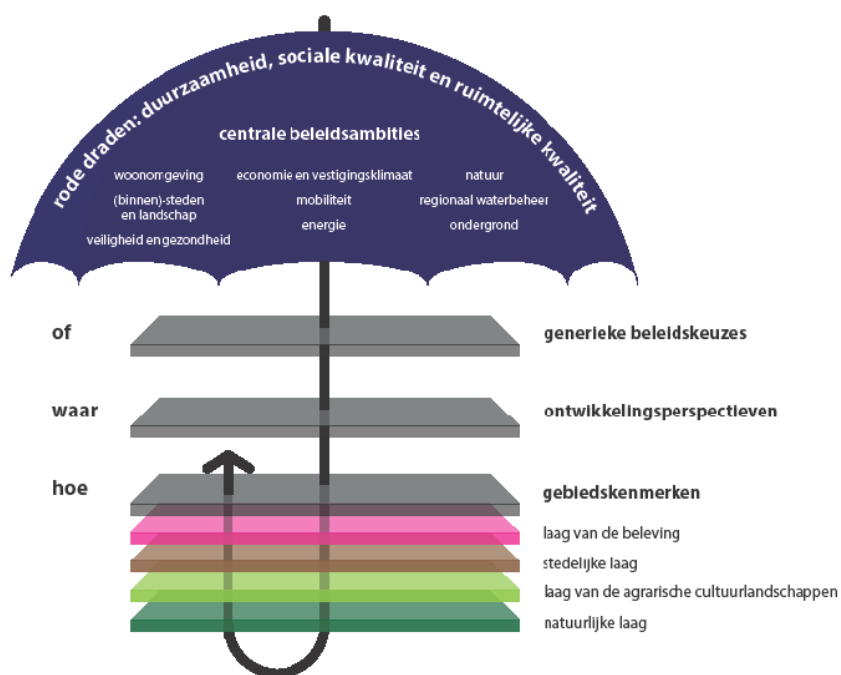 rode draden: duurzaamheid, sociale kwaliteit en ruimtelijke kwaliteit
centrale beleidsambities
woonomgeving
(binnen)-steden
en landschap
veiligheid en gezondheid
economie en vestigingsklimaat
mobiliteit
energie
natuur
regionaal waterbeheer
ondergrond
of
generieke beleidskeuzes
waar
ontwikkelingsperspectieven
hoe
gebiedskenmerken
laag van de beleving
stedelijke laag
laag van de agrarische cultuurlandschappen
natuurlijke laag